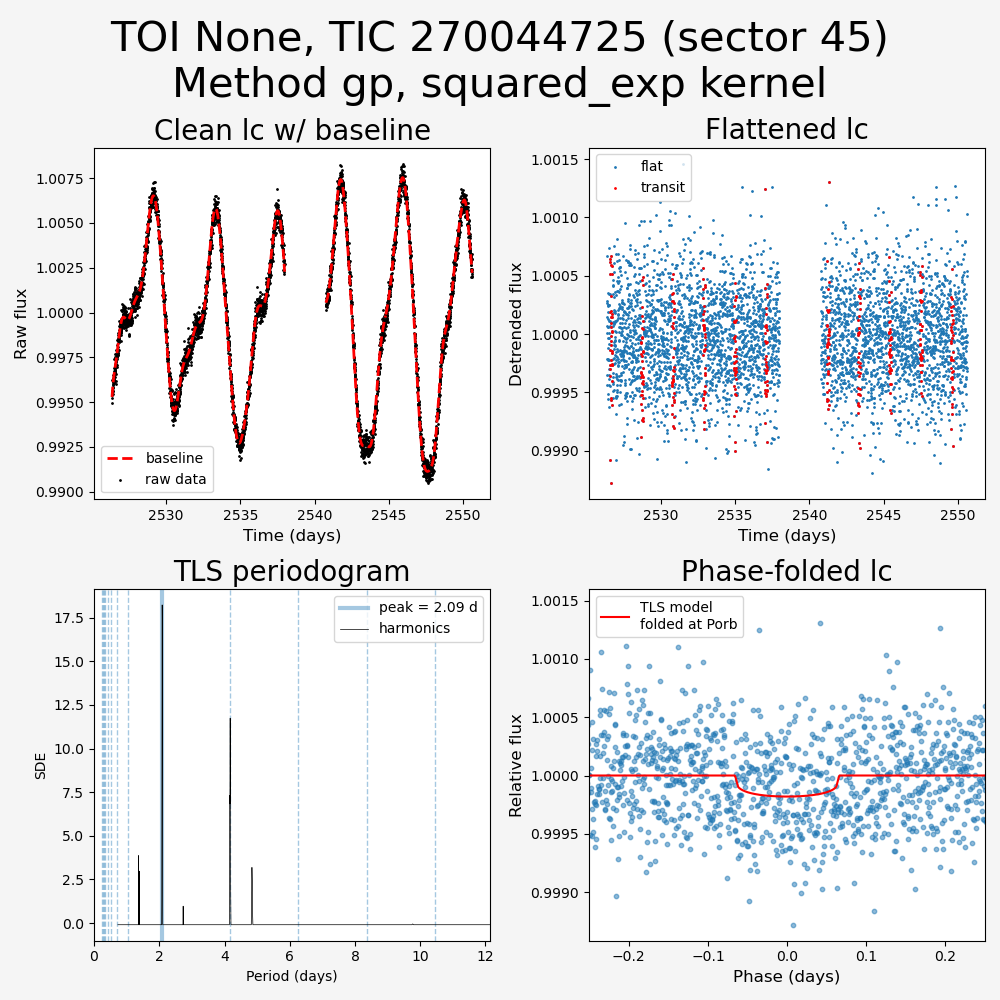 TOI None, TIC 270044725 (sector 45)
Method gp, squared_exp kernel
Clean lc w/ baseline
Raw flux
1.0075
1.0050
1.0025
1.0000
0.9975
0.9950
0.9925
0.9900
baseline
raw data
2530
2535
2540
2545
2550
Time (days)
Flattened lc
Detrended flux
1.0015
1.0010
1.0005
1.0000
0.9995
0.9990
flat
transit
2530
2535
2540
2545
2550
Time (days)
TLS periodogram
SDE
17.5
15.0
12.5
10.0
7.5
5.0
2.5
0.0
peak = 2.09 d
harmonics
0
2
4
6
8
10
12
Period (days)
Phase-folded lc
Relative flux
1.0015
1.0010
1.0005
1.0000
0.9995
0.9990
TLS model
folded at Porb
−0.2
−0.1
0.0
0.1
0.2
Phase (days)